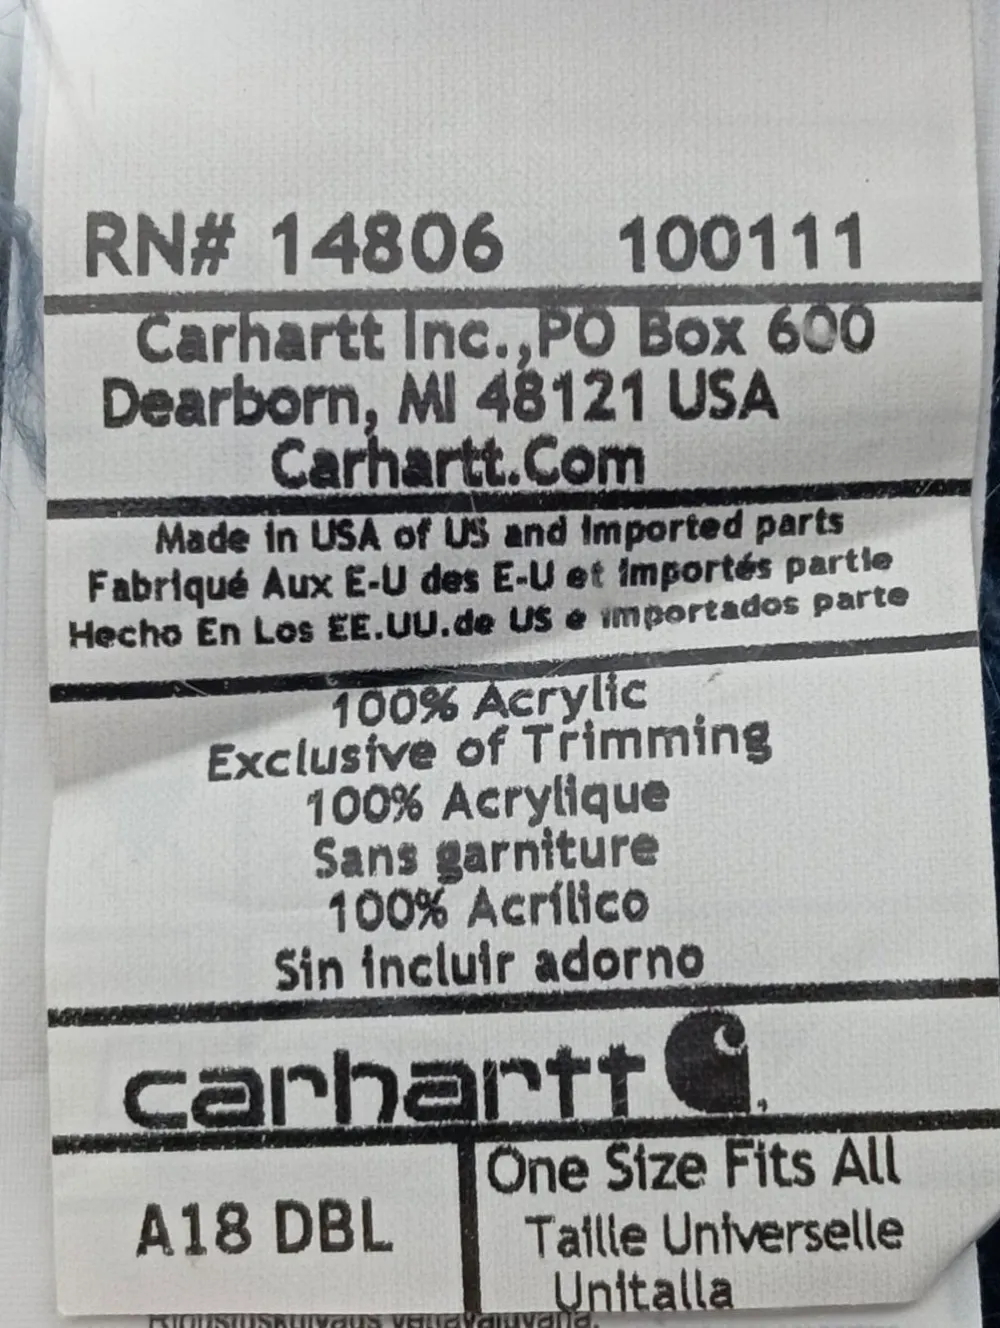 RN# 14806 100111
Carhartt Inc.,PO Box 600
Dearborn, MI 48121 USA
Carhartt.Com
Made in USA of US and imported parts
Fabriqué Aux E-U des E-U et importés partie
Hecho En Los EE.UU.de US e importados parte
100% Acrylic
Exclusive of Trimming
100% Acrylique
Sans garniture
100% Acrílico
Sin incluir adorno
carhartt
A18 DBL
One Size Fits All
Taille Universelle
Unitalla